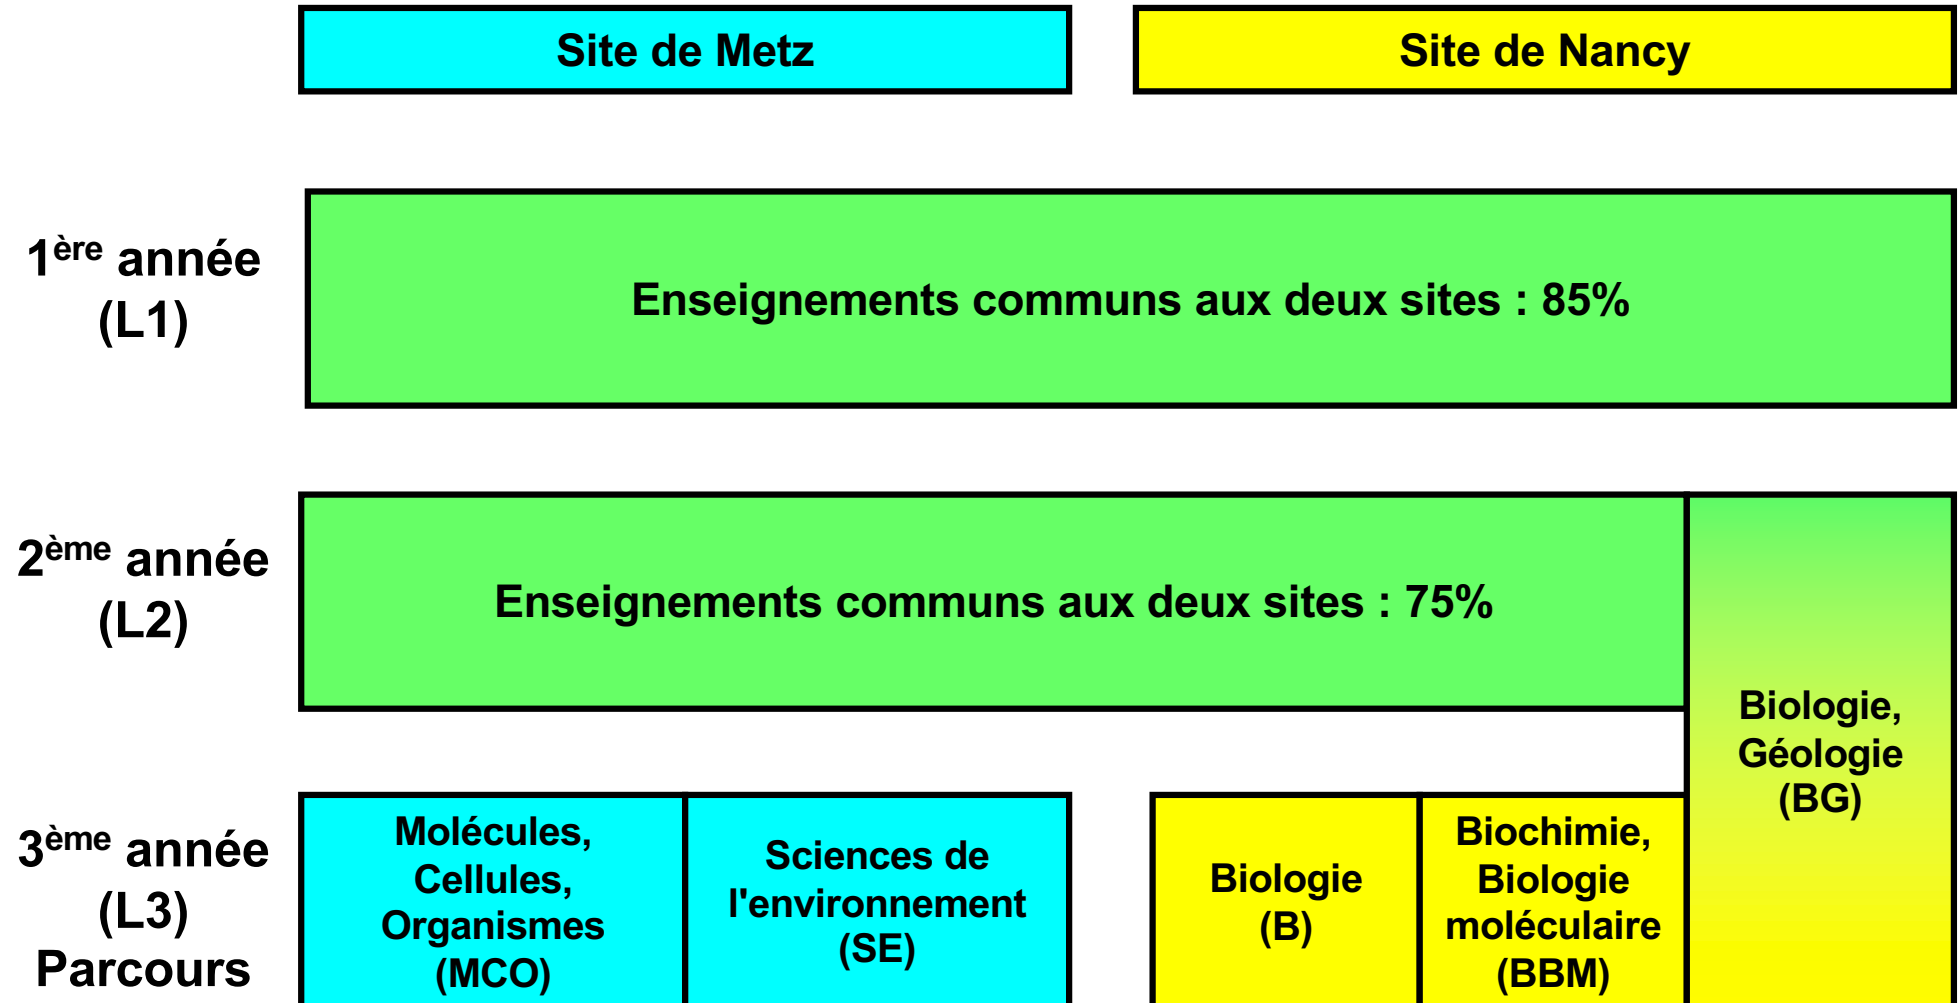 Site de Metz
Site de Nancy
1ère année
(L1)
Enseignements communs aux deux sites : 85%
2ème année
(L2)
Enseignements communs aux deux sites : 75%
Biologie,
Géologie
(BG)
3ème année
(L3)
Parcours
Molécules,
Cellules,
Organismes
(MCO)
Sciences de
l'environnement
(SE)
Biologie
(B)
Biochimie,
Biologie
moléculaire
(BBM)